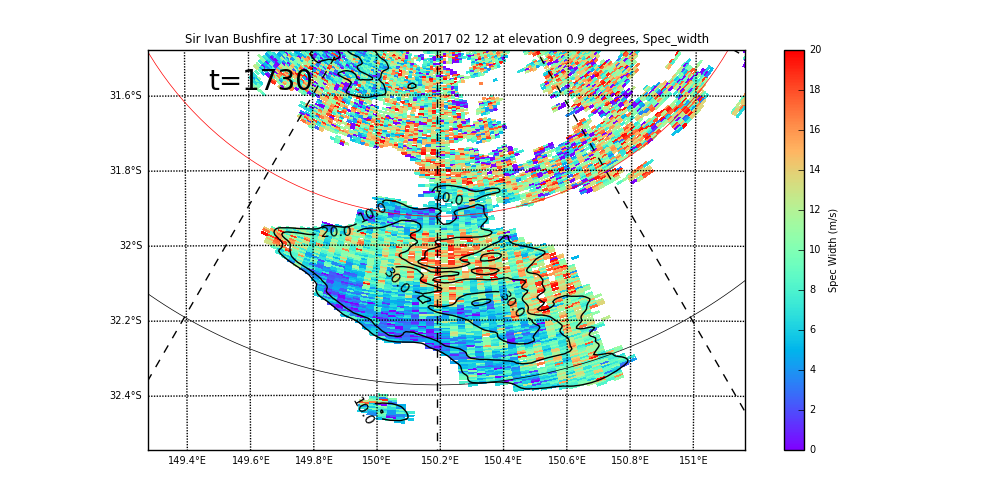 Sir Ivan Bushfire at 17:30 Local Time on 2017 02 12 at elevation 0.9 degrees, Spec_width
t=1730
31.6°S
31.8°S
32°S
32.2°S
32.4°S
149.4°E 149.6°E 149.8°E 150°E 150.2°E 150.4°E 150.6°E 150.8°E 151°E
10.0
10.0
20.0
30.0
30.0
10.0
20
18
16
14
12
10
8
6
4
2
0
Spec Width (m/s)